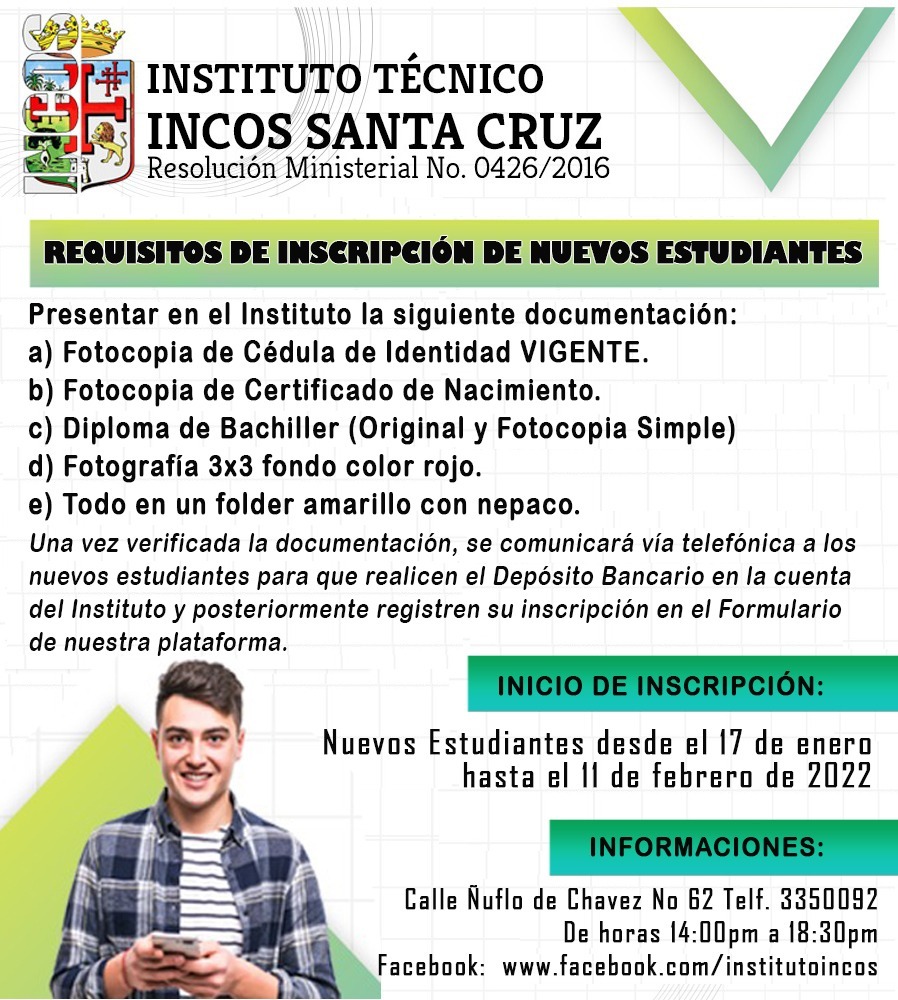 INCOS
INSTITUTO TÉCNICO
INCOS SANTA CRUZ
Resolución Ministerial No. 0426/2016
REQUISITOS DE INSCRIPCIÓN DE NUEVOS ESTUDIANTES
Presentar en el Instituto la siguiente documentación:
a) Fotocopia de Cédula de Identidad VIGENTE.
b) Fotocopia de Certificado de Nacimiento.
c) Diploma de Bachiller (Original y Fotocopia Simple)
d) Fotografía 3x3 fondo color rojo.
e) Todo en un folder amarillo con nepaco.
Una vez verificada la documentación, se comunicará vía telefónica a los
nuevos estudiantes para que realicen el Depósito Bancario en la cuenta
del Instituto y posteriormente registren su inscripción en el Formulario
de nuestra plataforma.
INICIO DE INSCRIPCIÓN:
Nuevos Estudiantes desde el 17 de enero
hasta el 11 de febrero de 2022
INFORMACIONES:
Calle Ñuflo de Chavez No 62 Telf. 3350092
De horas 14:00pm a 18:30pm
Facebook: www.facebook.com/institutoincos